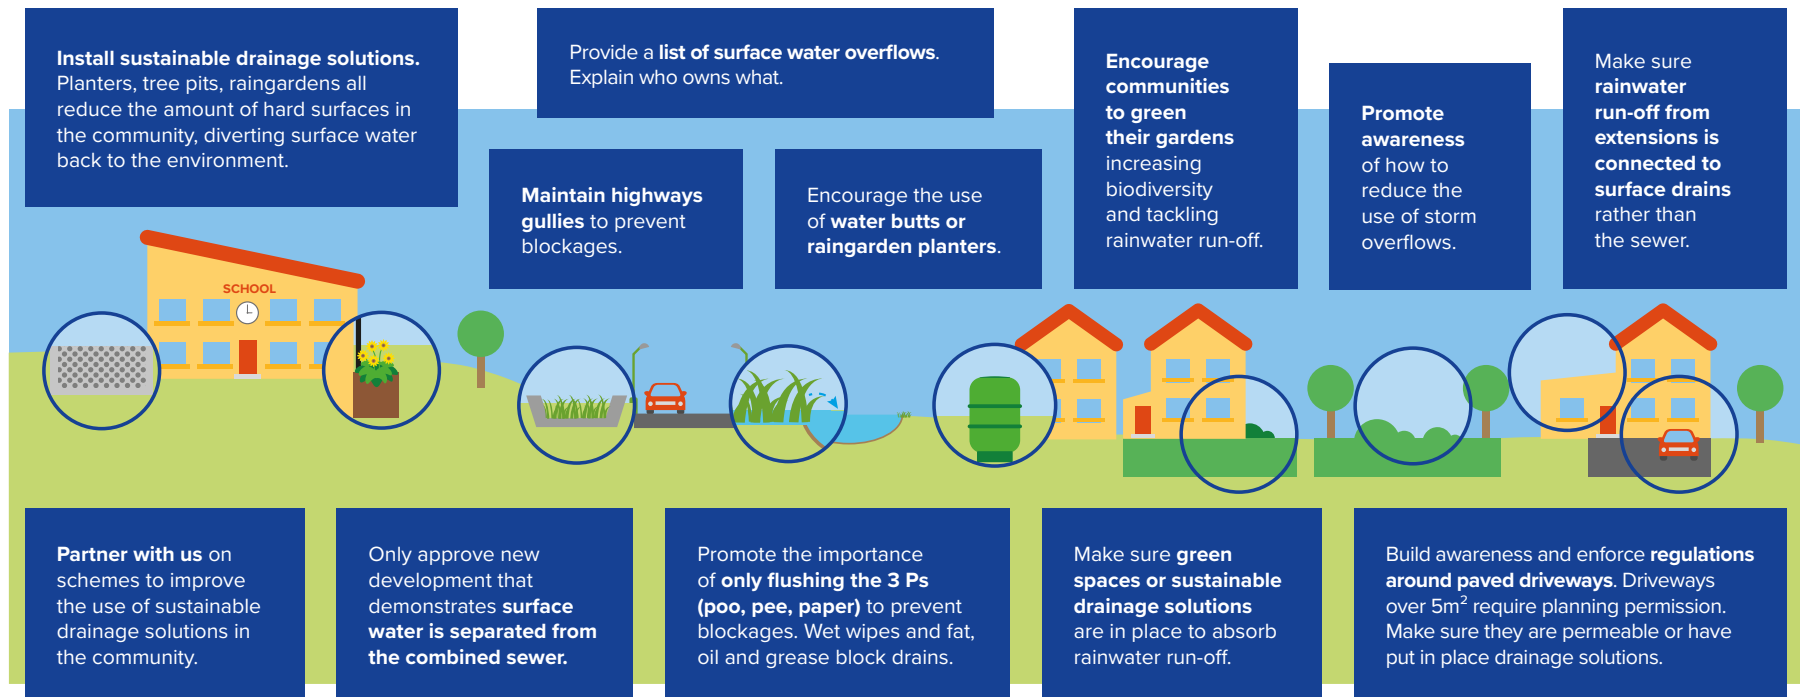 Install sustainable drainage solutions.
Planters, tree pits, raingardens all
reduce the amount of hard surfaces in
the community, diverting surface water
back to the environment.
Provide a list of surface water overflows.
Explain who owns what.
Maintain highways
gullies to prevent
blockages.
Encourage the use
of water butts or
raingarden planters.
Encourage
communities
to green
their gardens
increasing
biodiversity
and tackling
rainwater run-off.
Promote
awareness
of how to
reduce the
use of storm
overflows.
Make sure
rainwater
run-off from
extensions is
connected to
surface drains
rather than
the sewer.
SCHOOL
Partner with us on
schemes to improve
the use of sustainable
drainage solutions in
the community.
Only approve new
development that
demonstrates surface
water is separated from
the combined sewer.
Promote the importance
of only flushing the 3 Ps
(poo, pee, paper) to prevent
blockages. Wet wipes and fat,
oil and grease block drains.
Make sure green
spaces or sustainable
drainage solutions
are in place to absorb
rainwater run-off.
Build awareness and enforce regulations
around paved driveways. Driveways
over 5m² require planning permission.
Make sure they are permeable or have
put in place drainage solutions.